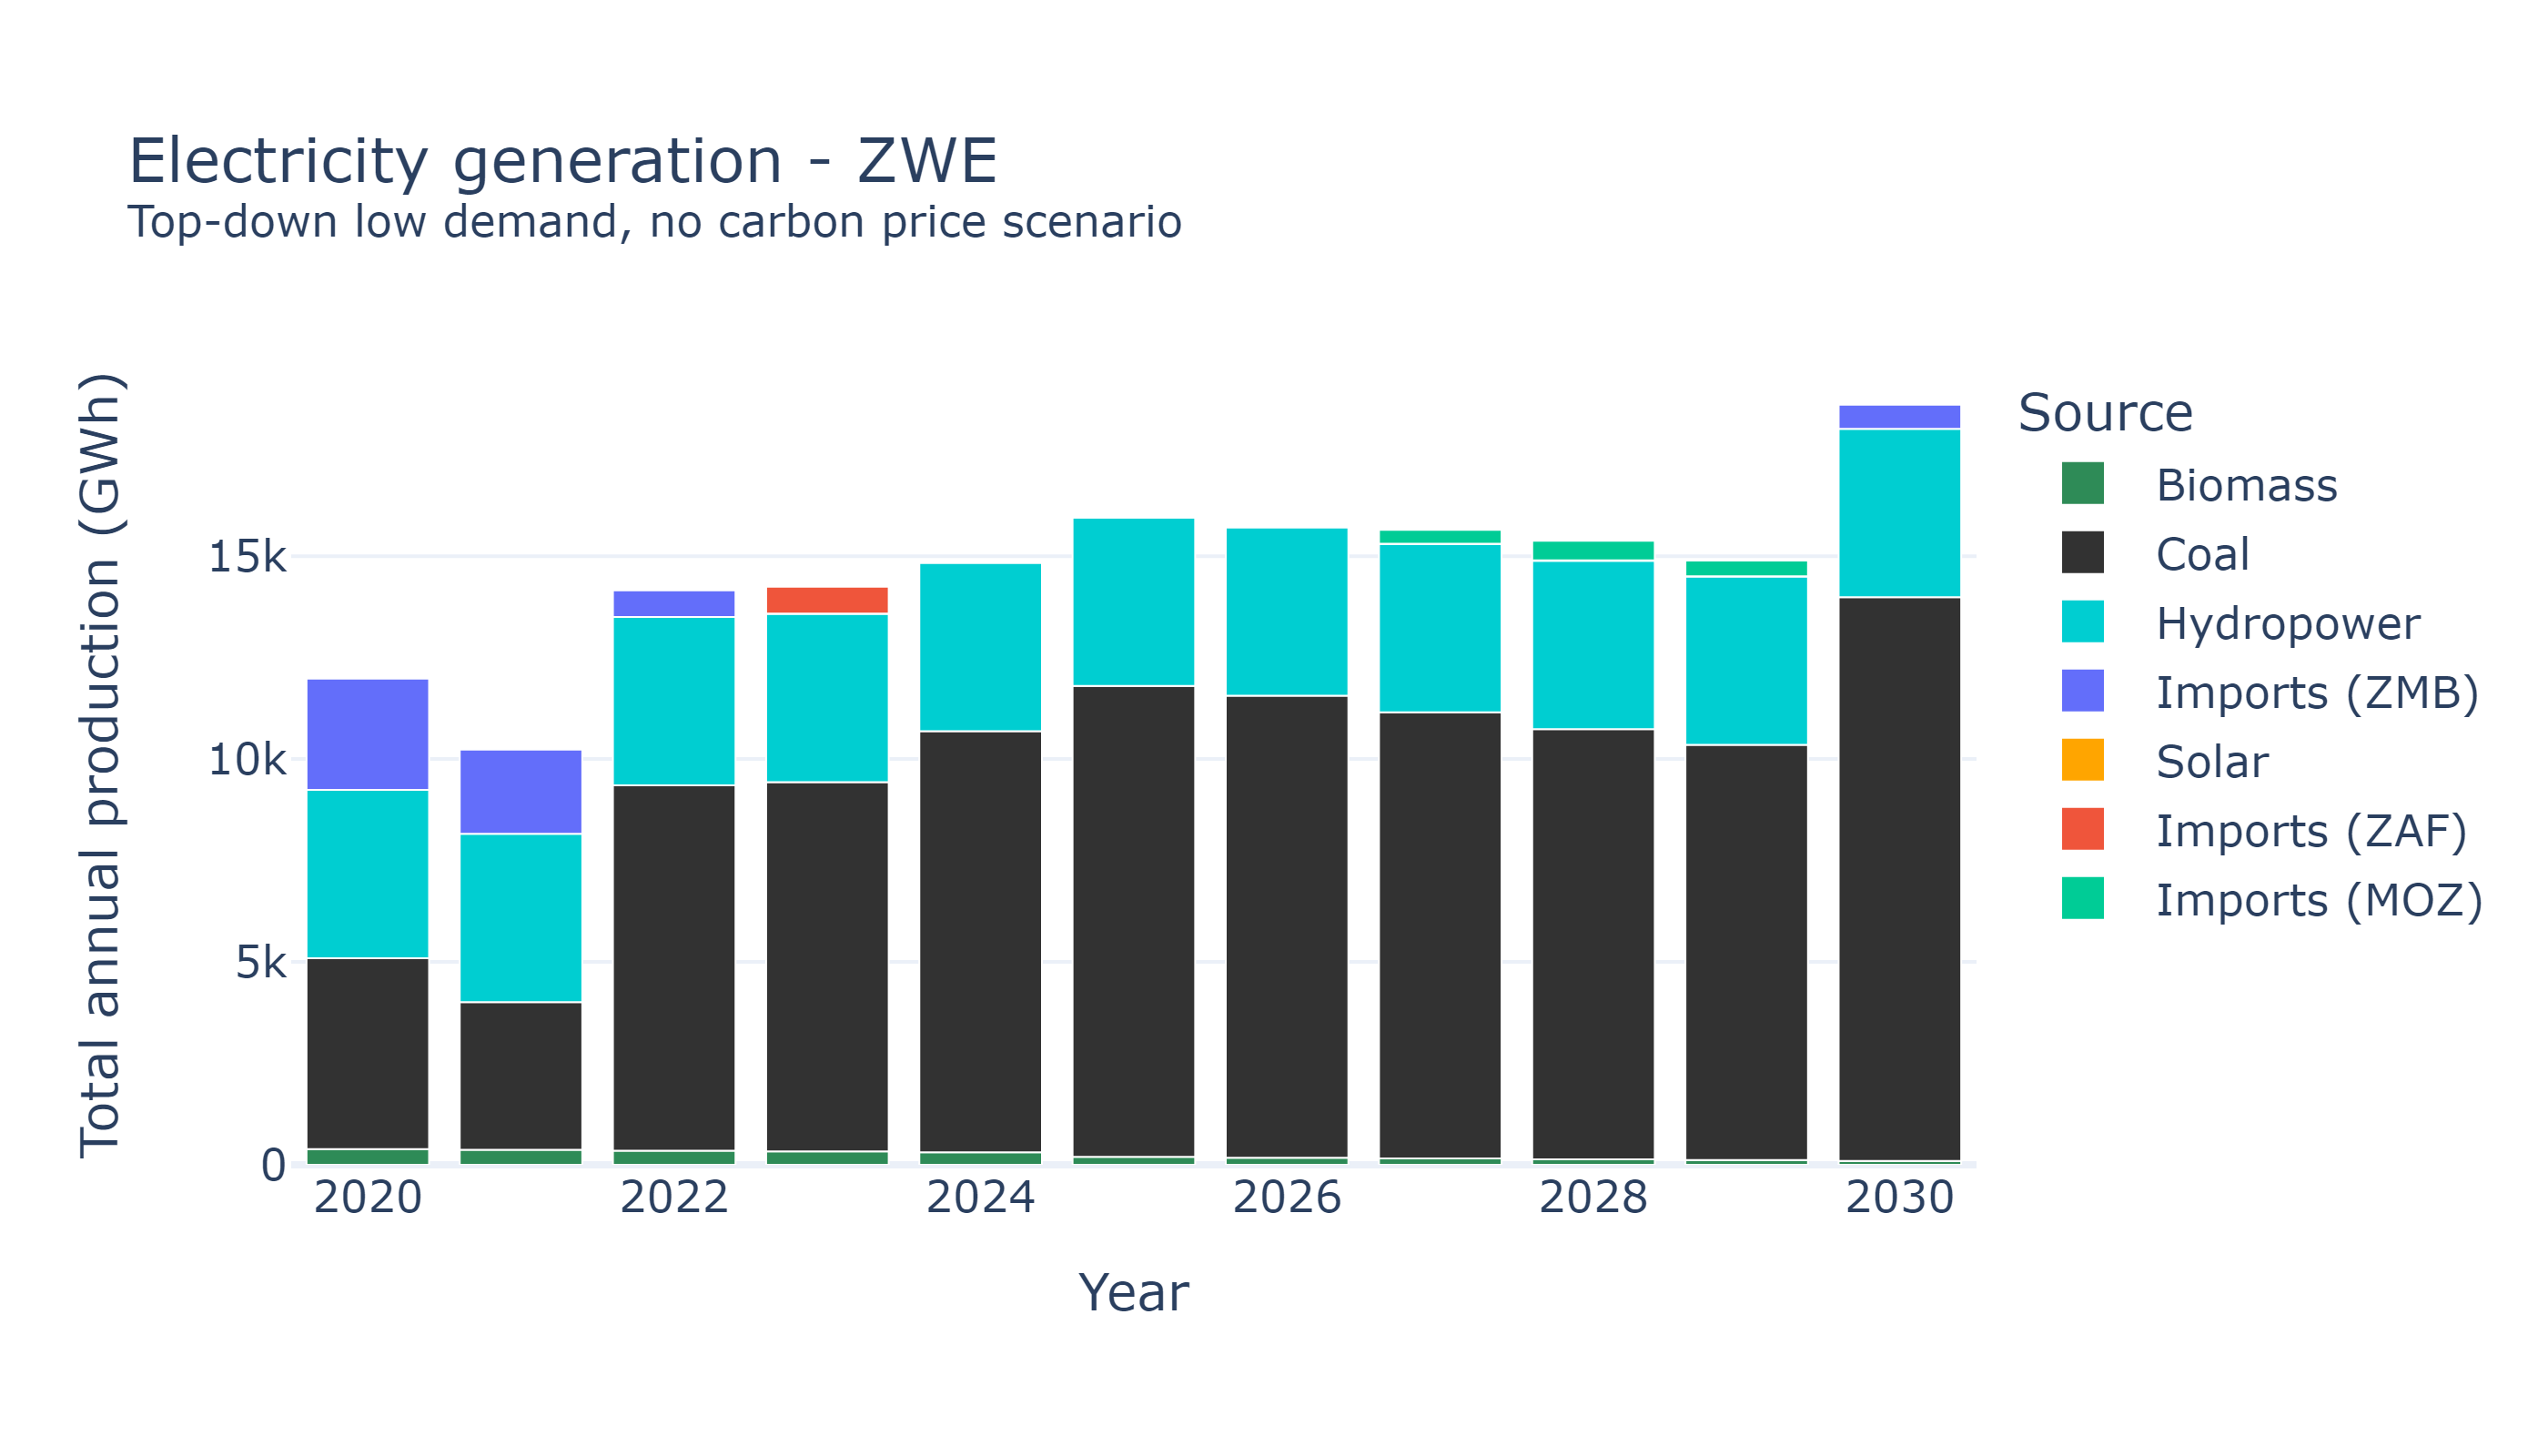 Electricity generation - ZWE
Top-down low demand, no carbon price scenario
Total annual production (GWh)
15k
10k
5k
0
2020
2022
2024
2026
2028
2030
Year
Source
Biomass
Coal
Hydropower
Imports (ZMB)
Solar
Imports (ZAF)
Imports (MOZ)